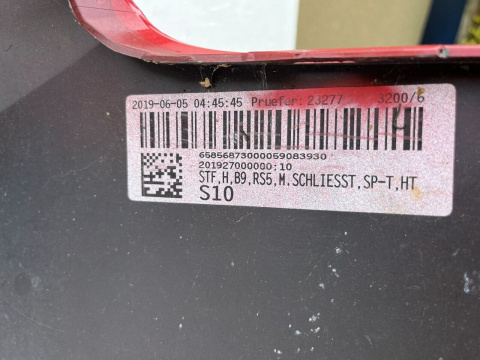 2019-06-05 04:45:45 Pruefer: 23277 3200/6
65856873000059083930
201927000000:10
STF,H,B9,RS5,M.SCHLIESST,SP-T,HT
S10